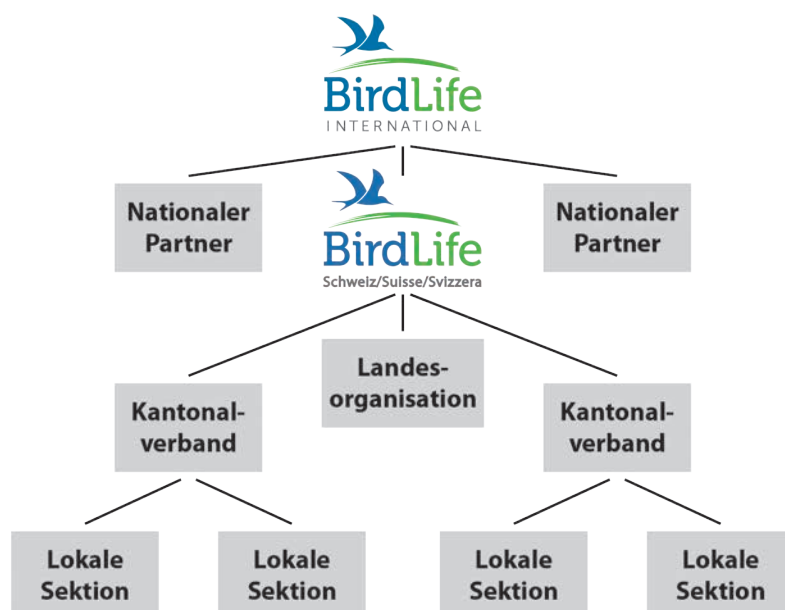 BirdLife
INTERNATIONAL
Nationaler
Partner
BirdLife
Schweiz/Suisse/Svizzera
Nationaler
Partner
Landes-
organisation
Kantonal-
verband
Kantonal-
verband
Lokale
Sektion
Lokale
Sektion
Lokale
Sektion
Lokale
Sektion